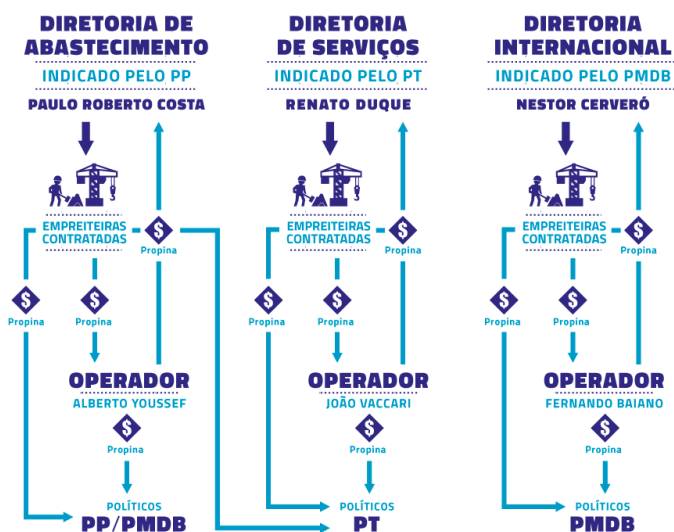 DIRETORIA DE
ABASTECIMENTO
INDICADO PELO PP
PAULO ROBERTO COSTA
EMPREITEIRAS
CONTRATADAS
$
Propina
$
Propina
$
Propina
OPERADOR
ALBERTO YOUSSEF
$
Propina
POLÍTICOS
PP/PMDB
DIRETORIA
DE SERVIÇOS
INDICADO PELO PT
RENATO DUQUE
EMPREITEIRAS
CONTRATADAS
$
Propina
$
Propina
$
Propina
OPERADOR
JOÃO VACCARI
$
Propina
POLÍTICOS
PT
DIRETORIA
INTERNACIONAL
INDICADO PELO PMDB
NESTOR CERVERÓ
EMPREITEIRAS
CONTRATADAS
$
Propina
$
Propina
$
Propina
OPERADOR
FERNANDO BAIANO
$
Propina
POLÍTICOS
PMDB